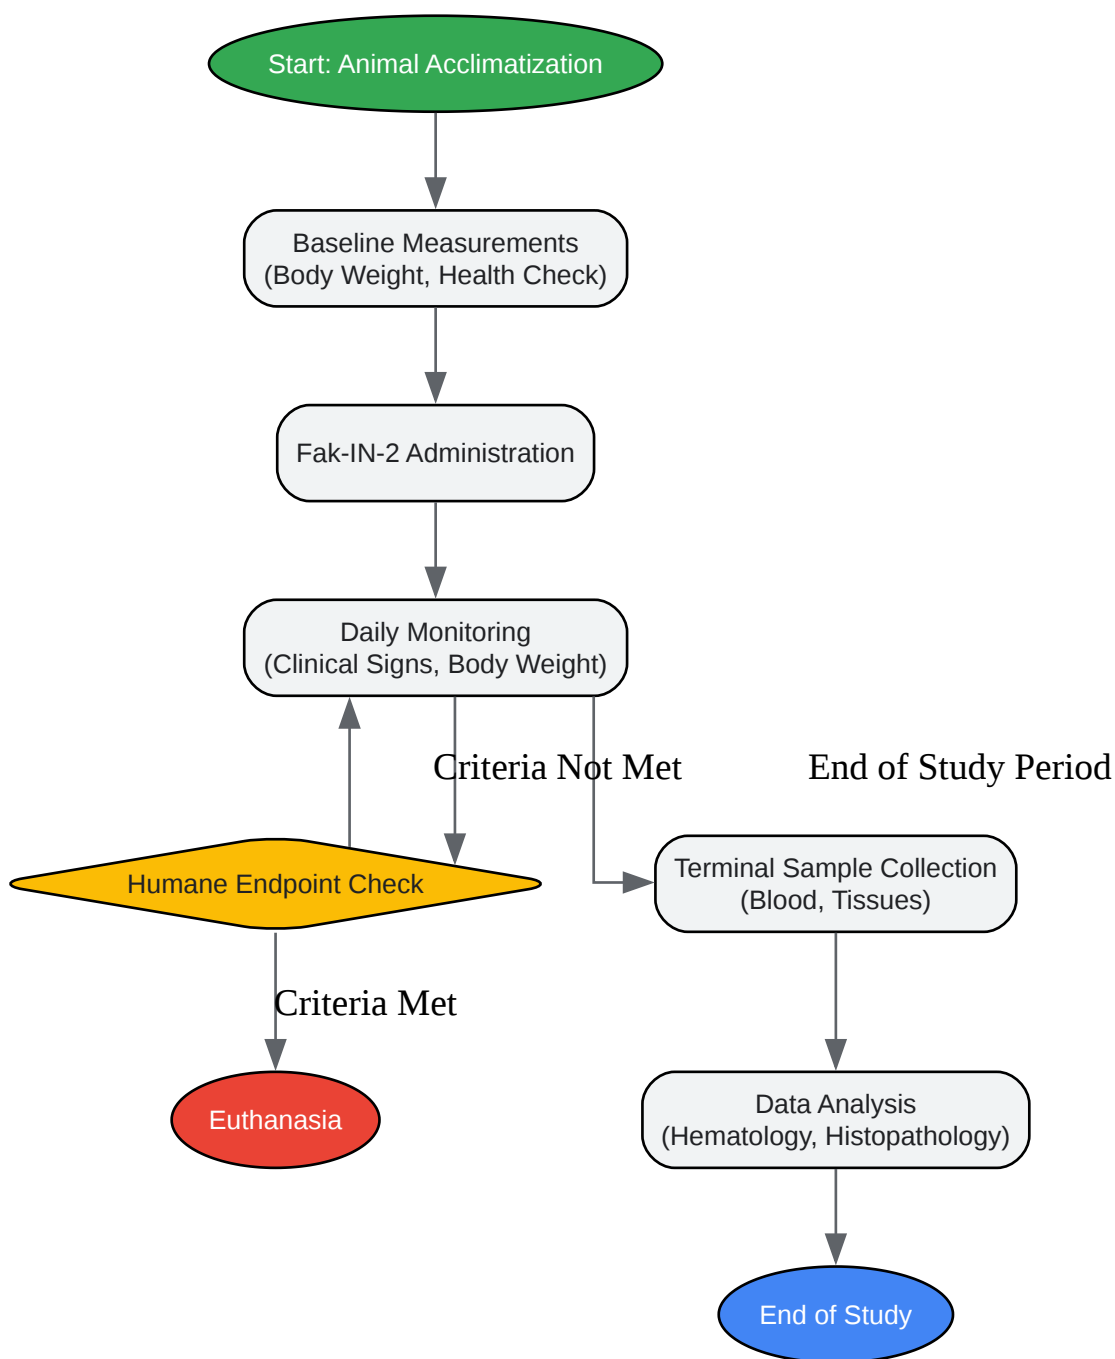 Start: Animal Acclimatization
Baseline Measurements
(Body Weight, Health Check)
Fak-IN-2 Administration
Daily Monitoring
(Clinical Signs, Body Weight)
Criteria Not Met
End of Study Period
Humane Endpoint Check
Terminal Sample Collection
(Blood, Tissues)
Criteria Met
Euthanasia
Data Analysis
(Hematology, Histopathology)
End of Study